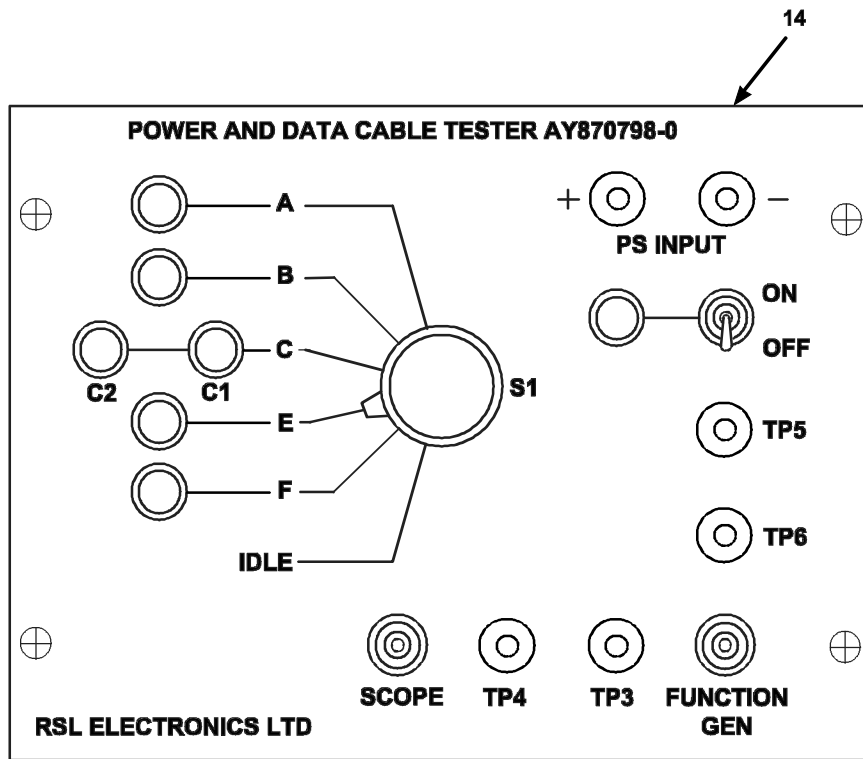 14
POWER AND DATA CABLE TESTER AY870798-0
A
+ -
PS INPUT
B
ON
OFF
C
C2 C1
S1
E
TP5
F
TP6
IDLE
SCOPE TP4 TP3 FUNCTION
GEN
RSL ELECTRONICS LTD